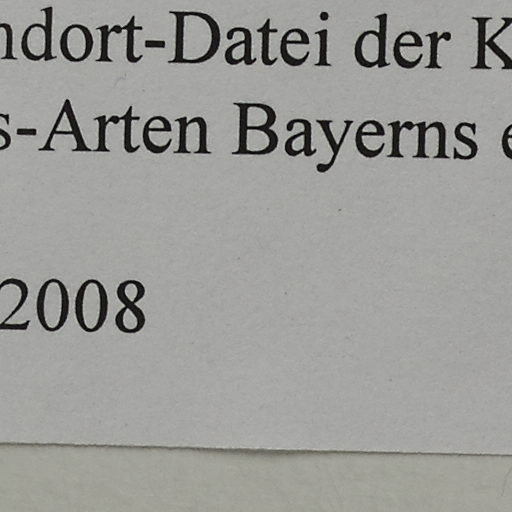 ndort-Datei der K
s-Arten Bayerns e
2008